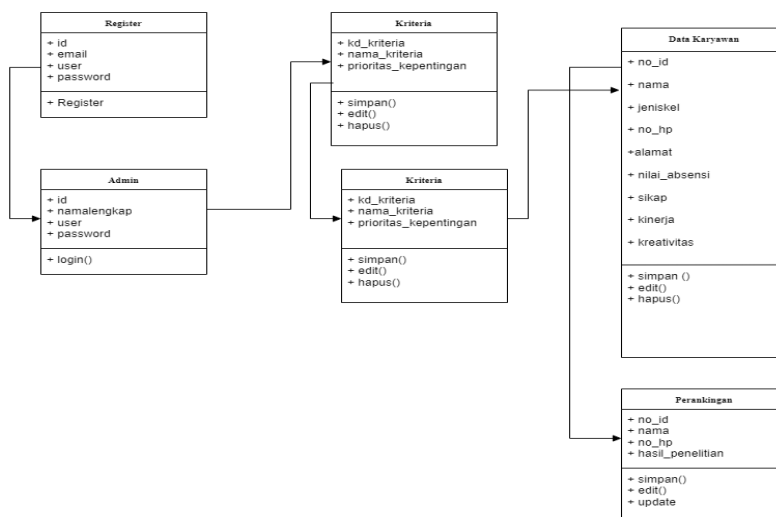 Register
+ id
+ email
+ user
+ password
+ Register
Admin
+ id
+ namalengkap
+ user
+ password
+ login()
Kriteria
+ kd_kriteria
+ nama_kriteria
+ prioritas_kepentingan
+ simpan()
+ edit()
+ hapus()
Kriteria
+ kd_kriteria
+ nama_kriteria
+ prioritas_kepentingan
+ simpan()
+ edit()
+ hapus()
Data Karyawan
+ no_id
+ nama
+ jeniskel
+ no_hp
+alamat
+ nilai_absensi
+ sikap
+ kinerja
+ kreativitas
+ simpan ()
+ edit()
+ hapus()
Perankingan
+ no_id
+ nama
+ no_hp
+ hasil_penelitian
+ simpan()
+ edit()
+ update